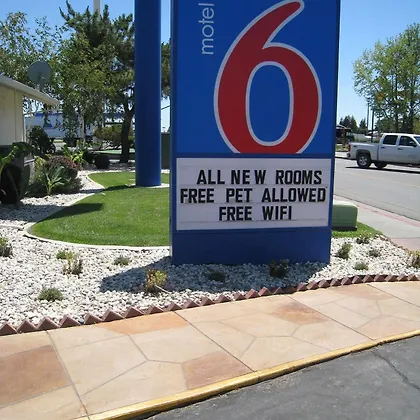 motel
6
ALL NEW ROOMS
FREE PET ALLOWED
FREE WIFI